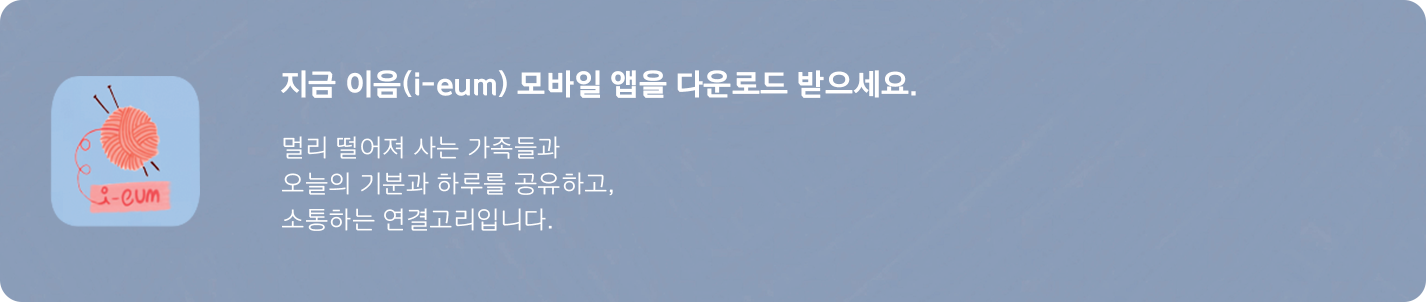 지금 이음(i-eum) 모바일 앱을 다운로드 받으세요.
멀리 떨어져 사는 가족들과
오늘의 기분과 하루를 공유하고,
소통하는 연결고리입니다.
i-eum